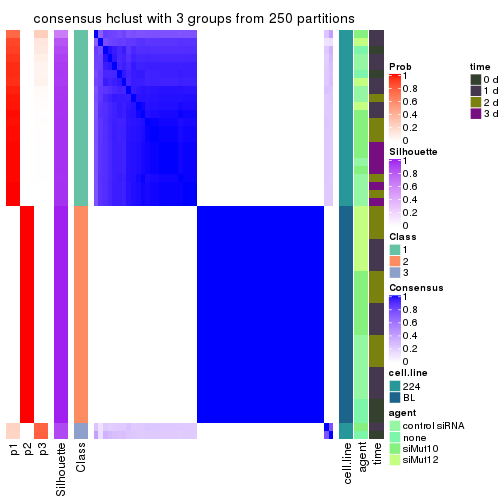 consensus hclust with 3 groups from 250 partitions
Prob
1
0.8
0.6
0.4
0.2
0
time
0 d
1 d
2 d
3 d
Silhouette
1
0.8
0.6
0.4
0.2
0
Class
1
2
3
Consensus
1
0.8
0.6
0.4
0.2
0
cell.line
224
BL
agent
control siRNA
none
siMut10
siMut12
p1
p2
p3
Silhouette
Class
cell.line
agent
time